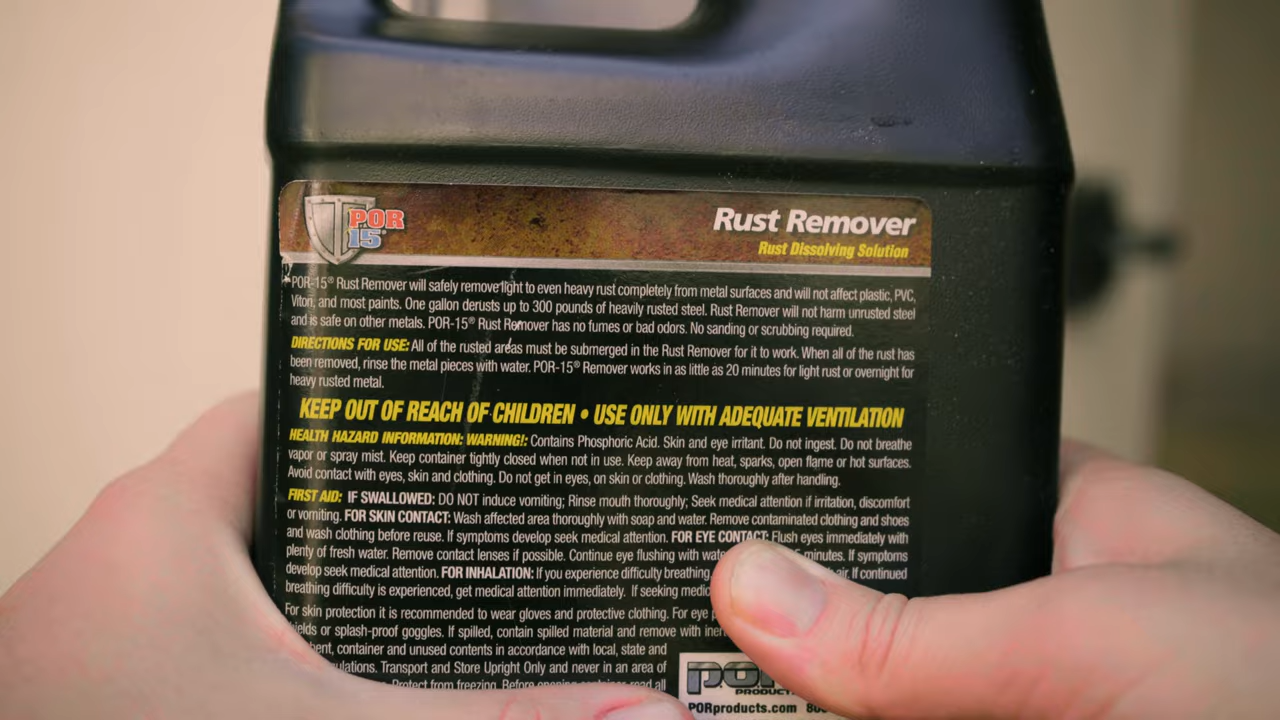 POR
15®
Rust Remover
Rust Dissolving Solution
POR-15® Rust Remover will safely remove light to even heavy rust completely from metal surfaces and will not affect plastic, PVC,
Viton, and most paints. One gallon derusts up to 300 pounds of heavily rusted steel. Rust Remover will not harm unrusted steel
and is safe on other metals. POR-15® Rust Remover has no fumes or bad odors. No sanding or scrubbing required.
DIRECTIONS FOR USE: All of the rusted areas must be submerged in the Rust Remover for it to work. When all of the rust has
been removed, rinse the metal pieces with water. POR-15® Remover works in as little as 20 minutes for light rust or overnight for
heavy rusted metal.
KEEP OUT OF REACH OF CHILDREN • USE ONLY WITH ADEQUATE VENTILATION
HEALTH HAZARD INFORMATION: WARNING!: Contains Phosphoric Acid. Skin and eye irritant. Do not ingest. Do not breathe
vapor or spray mist. Keep container tightly closed when not in use. Keep away from heat, sparks, open flame or hot surfaces.
Avoid contact with eyes, skin and clothing. Do not get in eyes, on skin or clothing. Wash thoroughly after handling.
FIRST AID: IF SWALLOWED: DO NOT induce vomiting; Rinse mouth thoroughly; Seek medical attention if irritation, discomfort
or vomiting. FOR SKIN CONTACT: Wash affected area thoroughly with soap and water. Remove contaminated clothing and shoes
and wash clothing before reuse. If symptoms develop seek medical attention. FOR EYE CONTACT: Flush eyes immediately with
plenty of fresh water. Remove contact lenses if possible. Continue eye flushing with minutes. If symptoms
develop seek medical attention. FOR INHALATION: If you experience difficulty breathing, air. If continued
breathing difficulty is experienced, get medical attention immediately. If seeking
For skin protection it is recommended to wear gloves and protective clothing. For eye
or splash-proof goggles. If spilled, contain spilled material and remove with
container and unused contents in accordance with local, state and
Transport and Store Upright Only and never in an area of
Protect from freezing. Before opening container read all
POR
PRODUCT
PORproducts.com